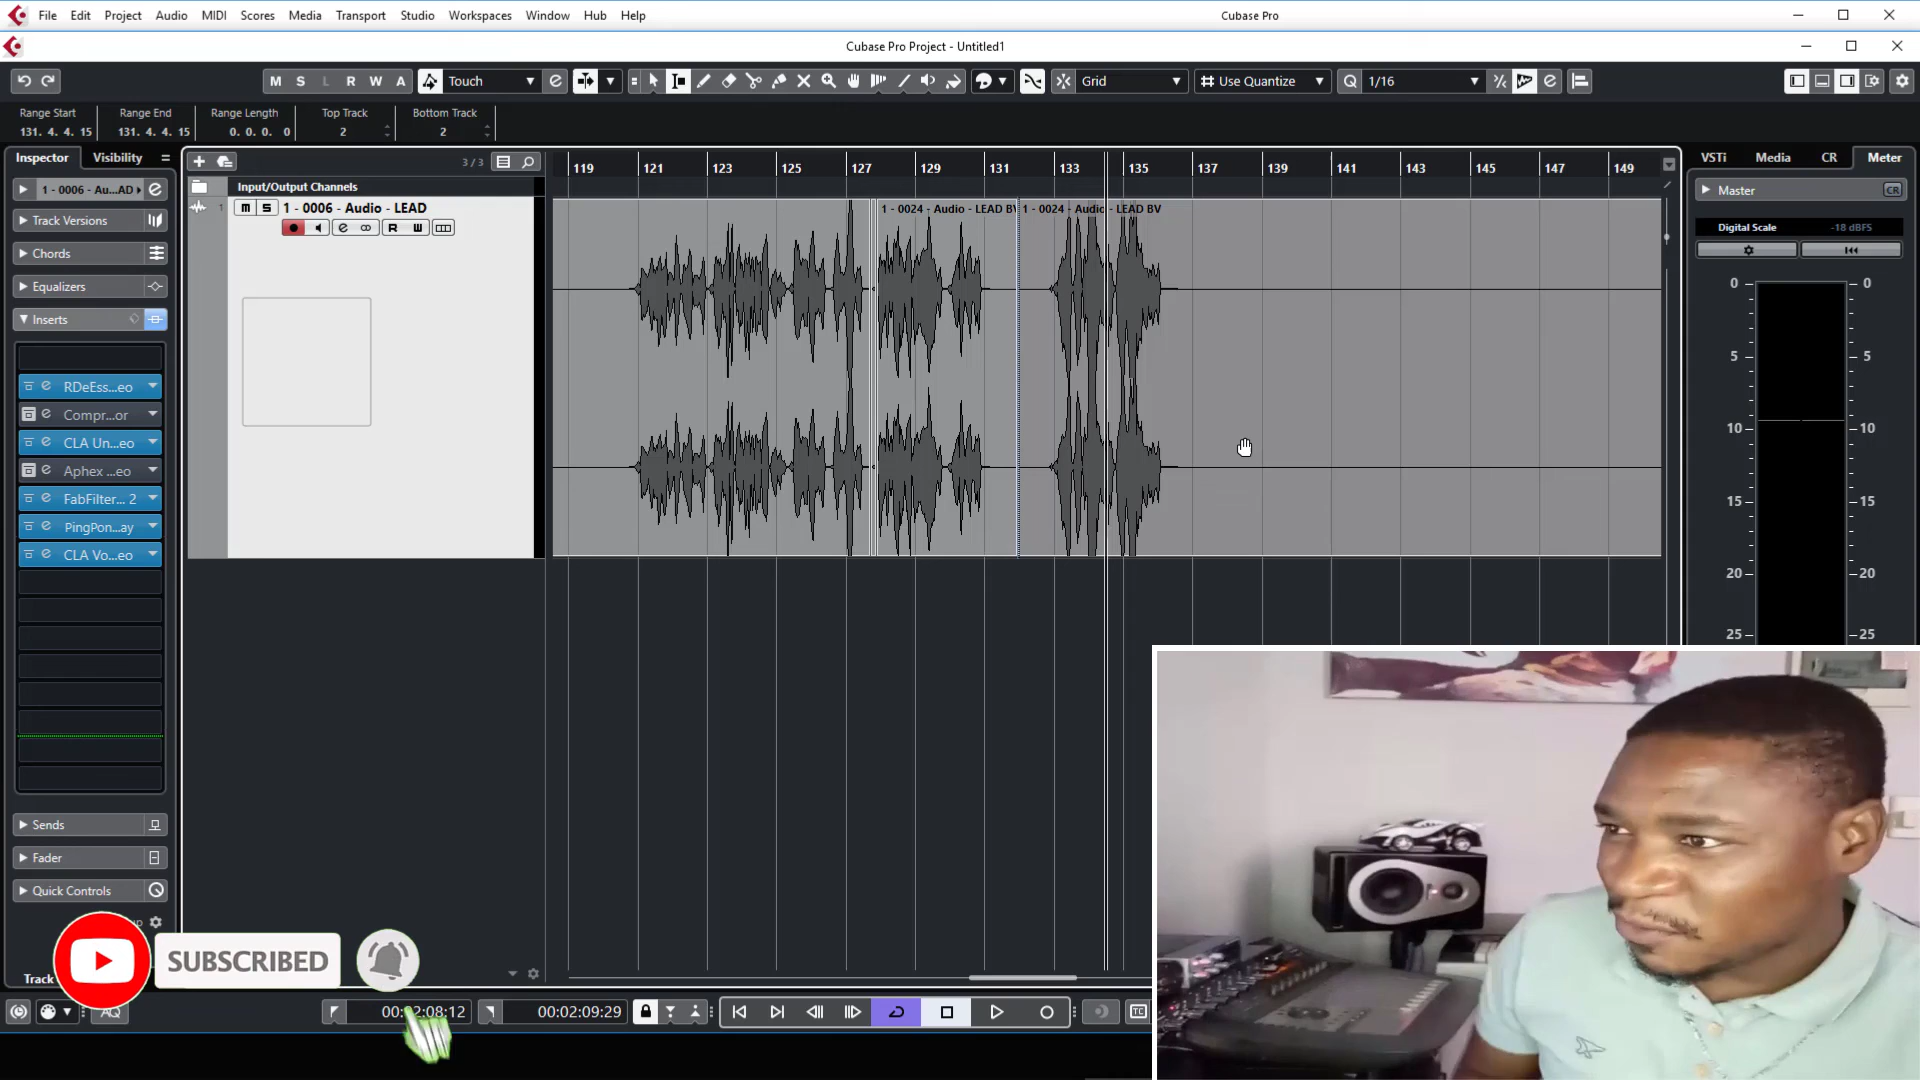 File Edit Project Audio MIDI Scores Media Transport Studio Workspaces Window Hub Help
Cubase Pro
Cubase Pro Project - Untitled1
M S L R W A Touch Grid Use Quantize Q 1/16
Range Start Range End Range Length Top Track Bottom Track
131. 4. 4. 15 131. 4. 4. 15 0. 0. 0. 0 2 2
Inspector Visibility
3/3
119 121 123 125 127 129 131 133 135 137 139 141 143 145 147 149
VSTi Media CR Meter
1 - 0006 - Au...AD
Input/Output Channels
Master CR
1 m S 1 - 0006 - Audio - LEAD
R W
1 - 0024 - Audio - LEAD BV
1 - 0024 - Audio - LEAD BV
Track Versions
Chords
Equalizers
Inserts
Digital Scale -18 dBFS
0 0
5 5
10 10
15 15
20 20
25 25
RDeEss...eo
Compr...or
CLA Un...eo
Aphex ...eo
FabFilter... 2
PingPon...ay
CLA Vo...eo
Sends
Fader
Quick Controls
SUBSCRIBED
Track
AQ
00:02:09:29
TC